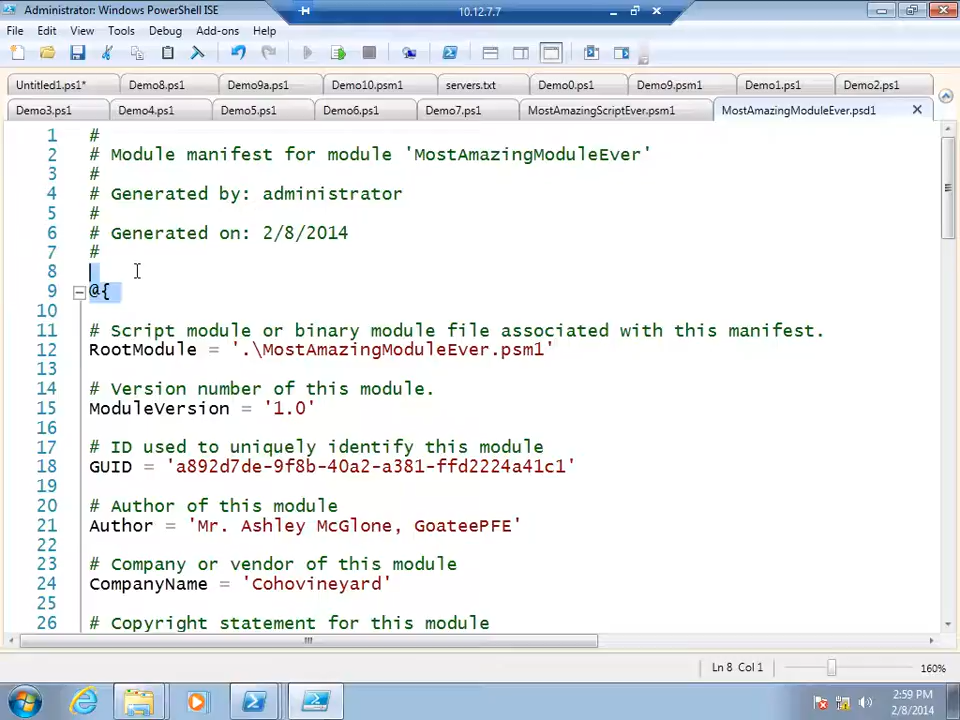 Administrator: Windows PowerShell ISE
10.12.7.7
File Edit View Tools Debug Add-ons Help
Untitled1.ps1* Demo8.ps1 Demo9a.ps1 Demo10.psm1 servers.txt Demo0.ps1 Demo9.psm1 Demo1.ps1 Demo2.ps1
Demo3.ps1 Demo4.ps1 Demo5.ps1 Demo6.ps1 Demo7.ps1 MostAmazingScriptEver.psm1 MostAmazingModuleEver.psd1
1 #
2 # Module manifest for module 'MostAmazingModuleEver'
3 #
4 # Generated by: administrator
5 #
6 # Generated on: 2/8/2014
7 #
8
9 @{
10
11 # Script module or binary module file associated with this manifest.
12 RootModule = '.\MostAmazingModuleEver.psm1'
13
14 # Version number of this module.
15 ModuleVersion = '1.0'
16
17 # ID used to uniquely identify this module
18 GUID = 'a892d7de-9f8b-40a2-a381-ffd2224a41c1'
19
20 # Author of this module
21 Author = 'Mr. Ashley McGlone, GoateePFE'
22
23 # Company or vendor of this module
24 CompanyName = 'Cohovineyard'
25
26 # Copyright statement for this module
Ln 8 Col 1 160%
2:59 PM
2/8/2014